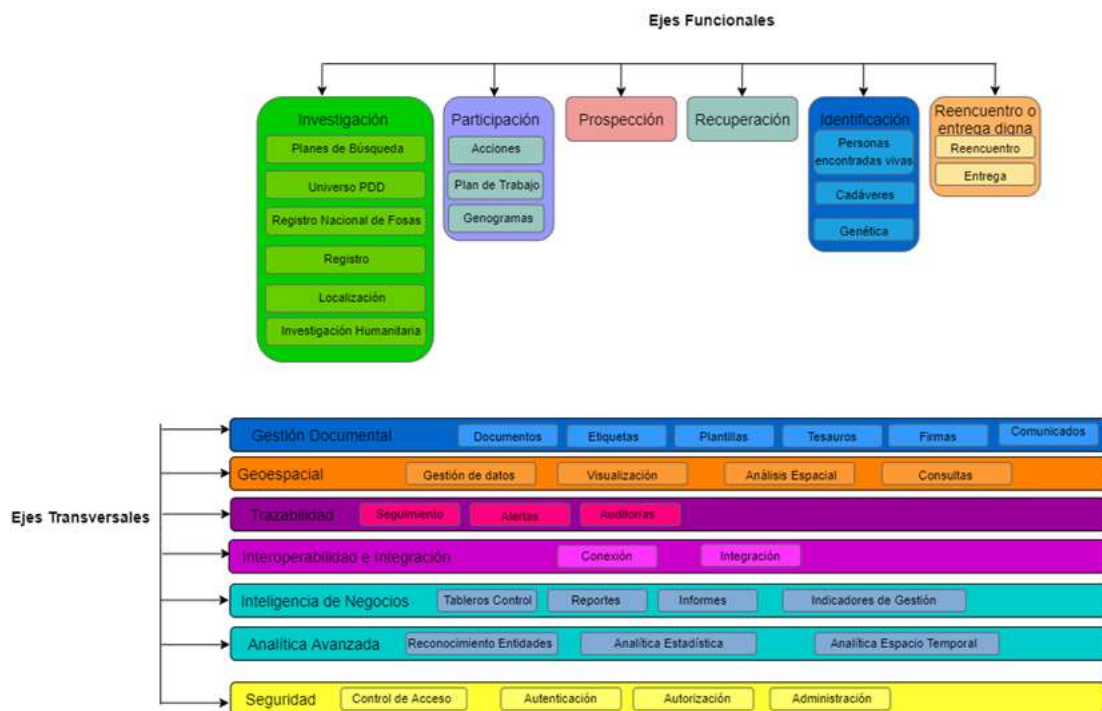 Ejes Funcionales
Investigación
Planes de Búsqueda
Universo PDD
Registro Nacional de Fosas
Registro
Localización
Investigación Humanitaria
Participación
Acciones
Plan de Trabajo
Genogramas
Prospección
Recuperación
Identificación
Personas
encontradas vivas
Cadáveres
Genética
Reencuentro o
entrega digna
Reencuentro
Entrega
Ejes Transversales
Gestión Documental
Documentos
Etiquetas
Plantillas
Tesauros
Firmas
Comunicados
Geoespacial
Gestión de datos
Visualización
Análisis Espacial
Consultas
Trazabilidad
Seguimiento
Alertas
Auditorías
Interoperabilidad e Integración
Conexión
Integración
Inteligencia de Negocios
Tableros Control
Reportes
Informes
Indicadores de Gestión
Analítica Avanzada
Reconocimiento Entidades
Analítica Estadística
Analítica Espacio Temporal
Seguridad
Control de Acceso
Autenticación
Autorización
Administración